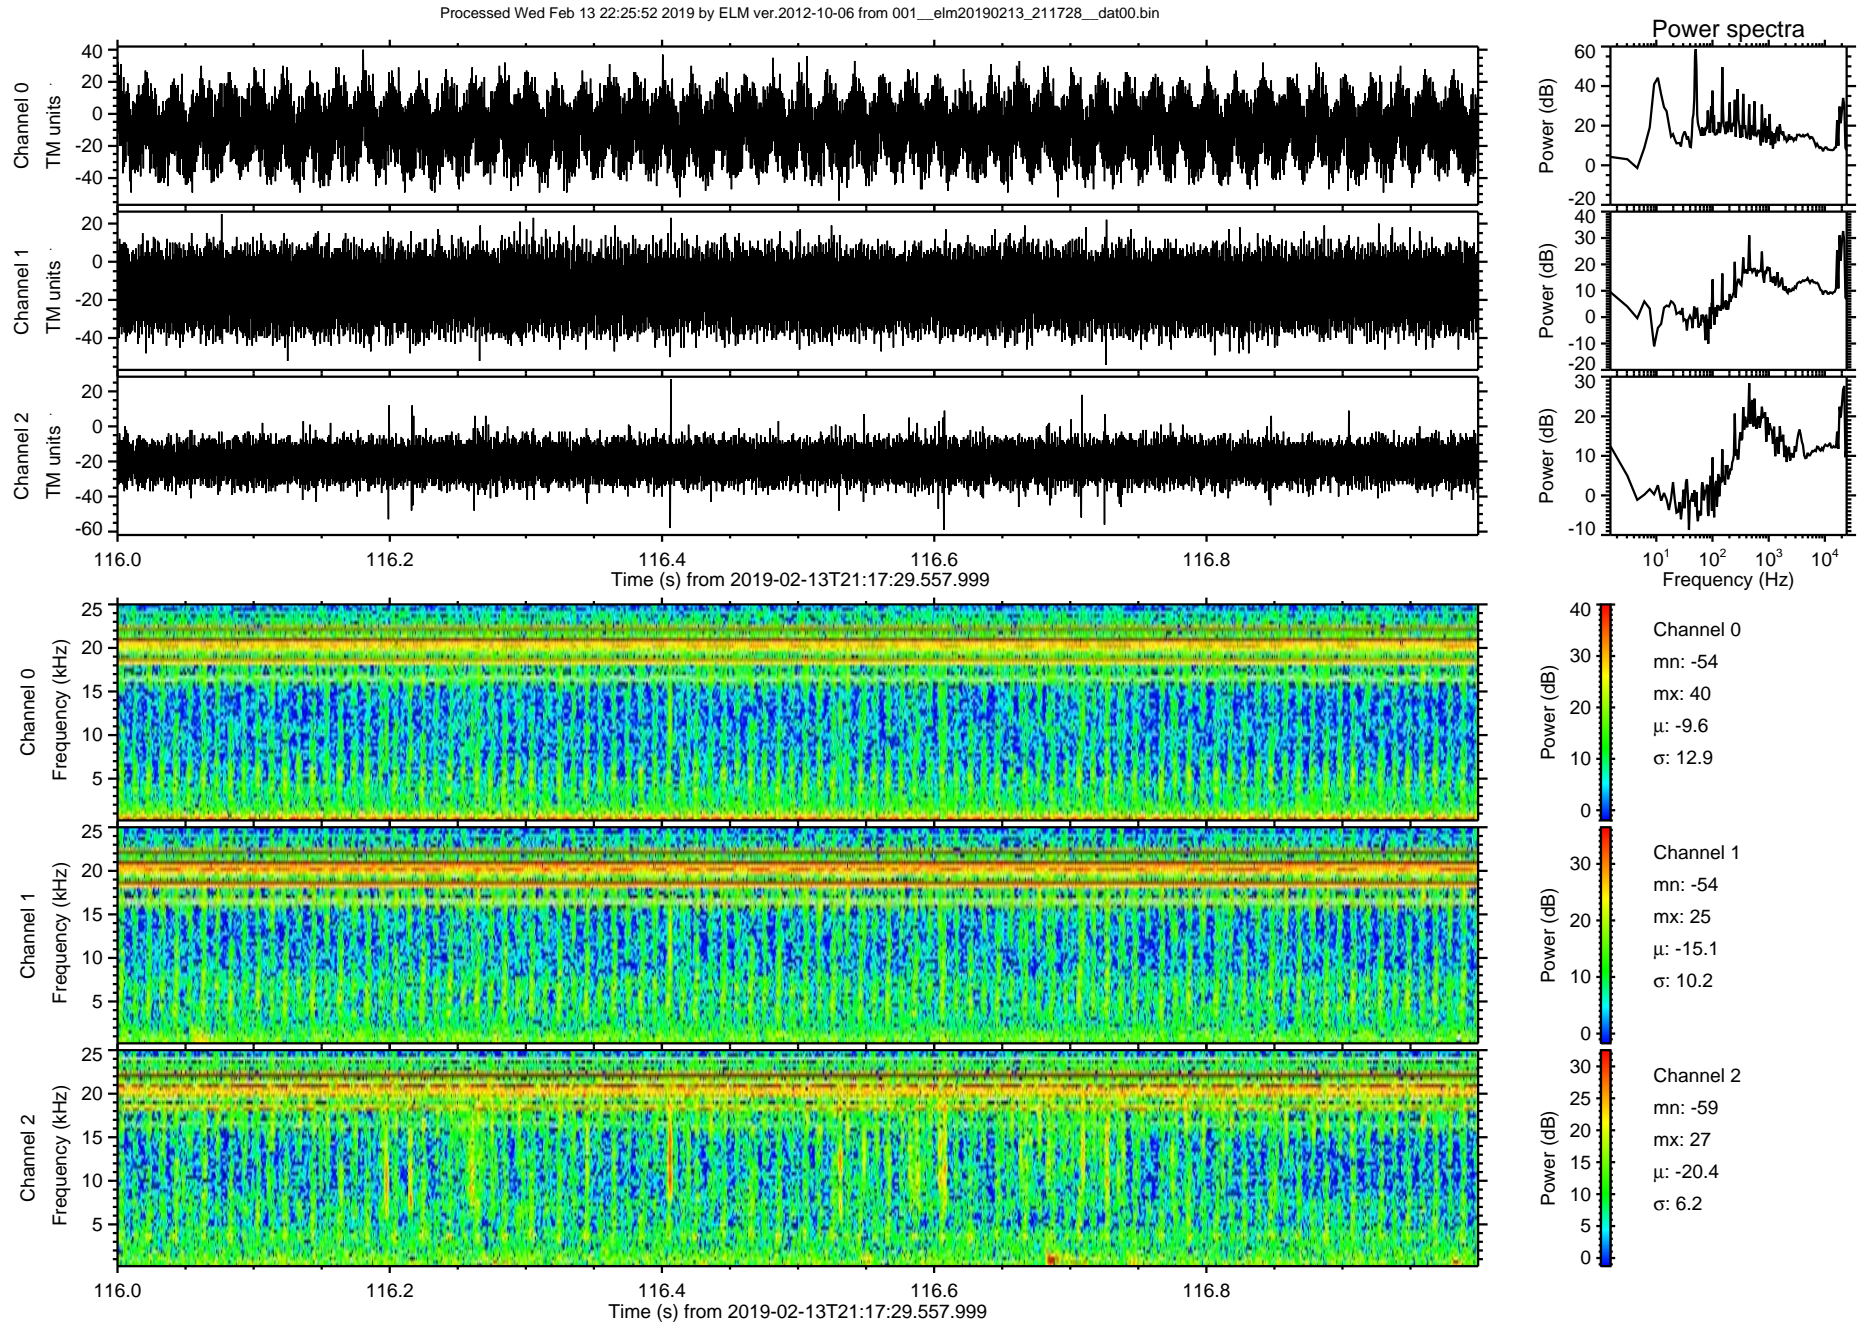 Processed Wed Feb 13 22:25:52 2019 by ELM ver.2012-10-06 from 001__elm20190213_211728__dat00.bin
Power spectra
Channel 0
TM units
40
20
0
-20
-40
Power (dB)
60
40
20
0
-20
Channel 1
TM units
20
0
-20
-40
Power (dB)
40
30
20
10
0
-10
-20
Channel 2
TM units
20
0
-20
-40
-60
Power (dB)
30
20
10
0
-10
116.0 116.2 116.4 116.6 116.8
Time (s) from 2019-02-13T21:17:29.557.999
10^1 10^2 10^3 10^4
Frequency (Hz)
Channel 0
Frequency (kHz)
25
20
15
10
5
Power (dB)
40
30
20
10
0
Channel 0
mn: -54
mx: 40
μ: -9.6
σ: 12.9
Channel 1
Frequency (kHz)
25
20
15
10
5
Power (dB)
30
20
10
0
Channel 1
mn: -54
mx: 25
μ: -15.1
σ: 10.2
Channel 2
Frequency (kHz)
25
20
15
10
5
Power (dB)
30
25
20
15
10
5
0
Channel 2
mn: -59
mx: 27
μ: -20.4
σ: 6.2
116.0 116.2 116.4 116.6 116.8
Time (s) from 2019-02-13T21:17:29.557.999